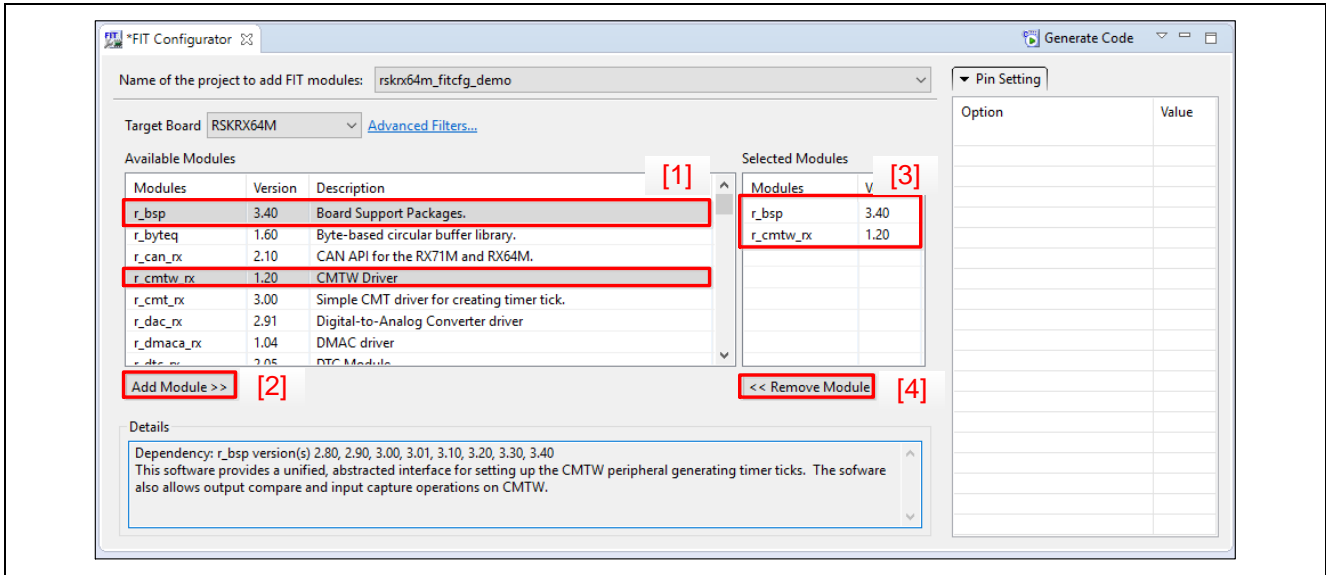 *FIT Configurator
Generate Code
Name of the project to add FIT modules: rskrx64m_fitcfg_demo
Pin Setting
Option Value
Target Board RSKRX64M Advanced Filters...
Available Modules
Selected Modules
[1]
[3]
Modules Version Description
Modules V
r_bsp 3.40 Board Support Packages.
r_bsp 3.40
r_byteq 1.60 Byte-based circular buffer library.
r_cmtw_rx 1.20
r_can_rx 2.10 CAN API for the RX71M and RX64M.
r_cmtw_rx 1.20 CMTW Driver
r_cmt_rx 3.00 Simple CMT driver for creating timer tick.
r_dac_rx 2.91 Digital-to-Analog Converter driver
r_dmaca_rx 1.04 DMAC driver
r_dtc_rx 2.05 DTC Module
Add Module >> [2]
<< Remove Module [4]
Details
Dependency: r_bsp version(s) 2.80, 2.90, 3.00, 3.01, 3.10, 3.20, 3.30, 3.40
This software provides a unified, abstracted interface for setting up the CMTW peripheral generating timer ticks. The sofware
also allows output compare and input capture operations on CMTW.